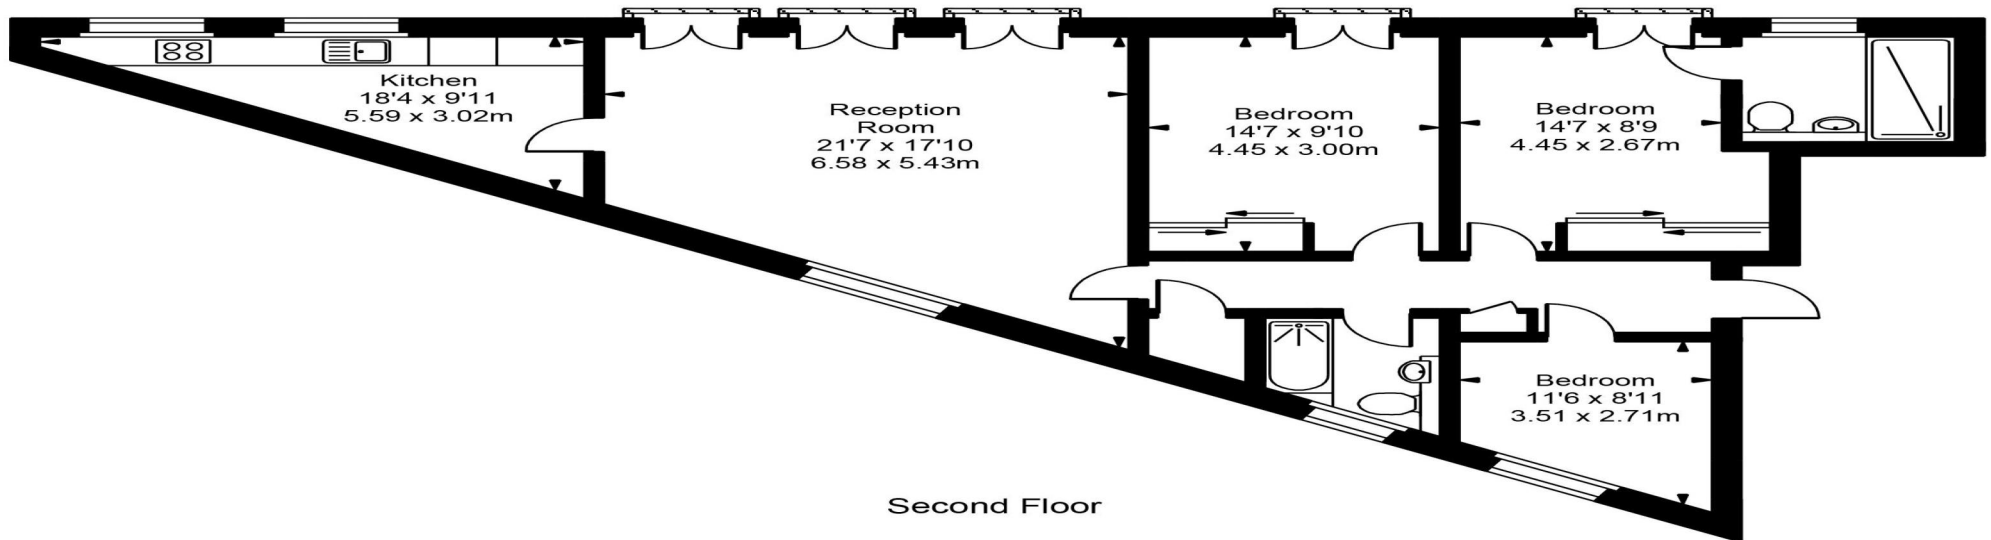 Kitchen
18'4 x 9'11
5.59 x 3.02m
Reception
Room
21'7 x 17'10
6.58 x 5.43m
Bedroom
14'7 x 9'10
4.45 x 3.00m
Bedroom
14'7 x 8'9
4.45 x 2.67m
Bedroom
11'6 x 8'11
3.51 x 2.71m
Second Floor